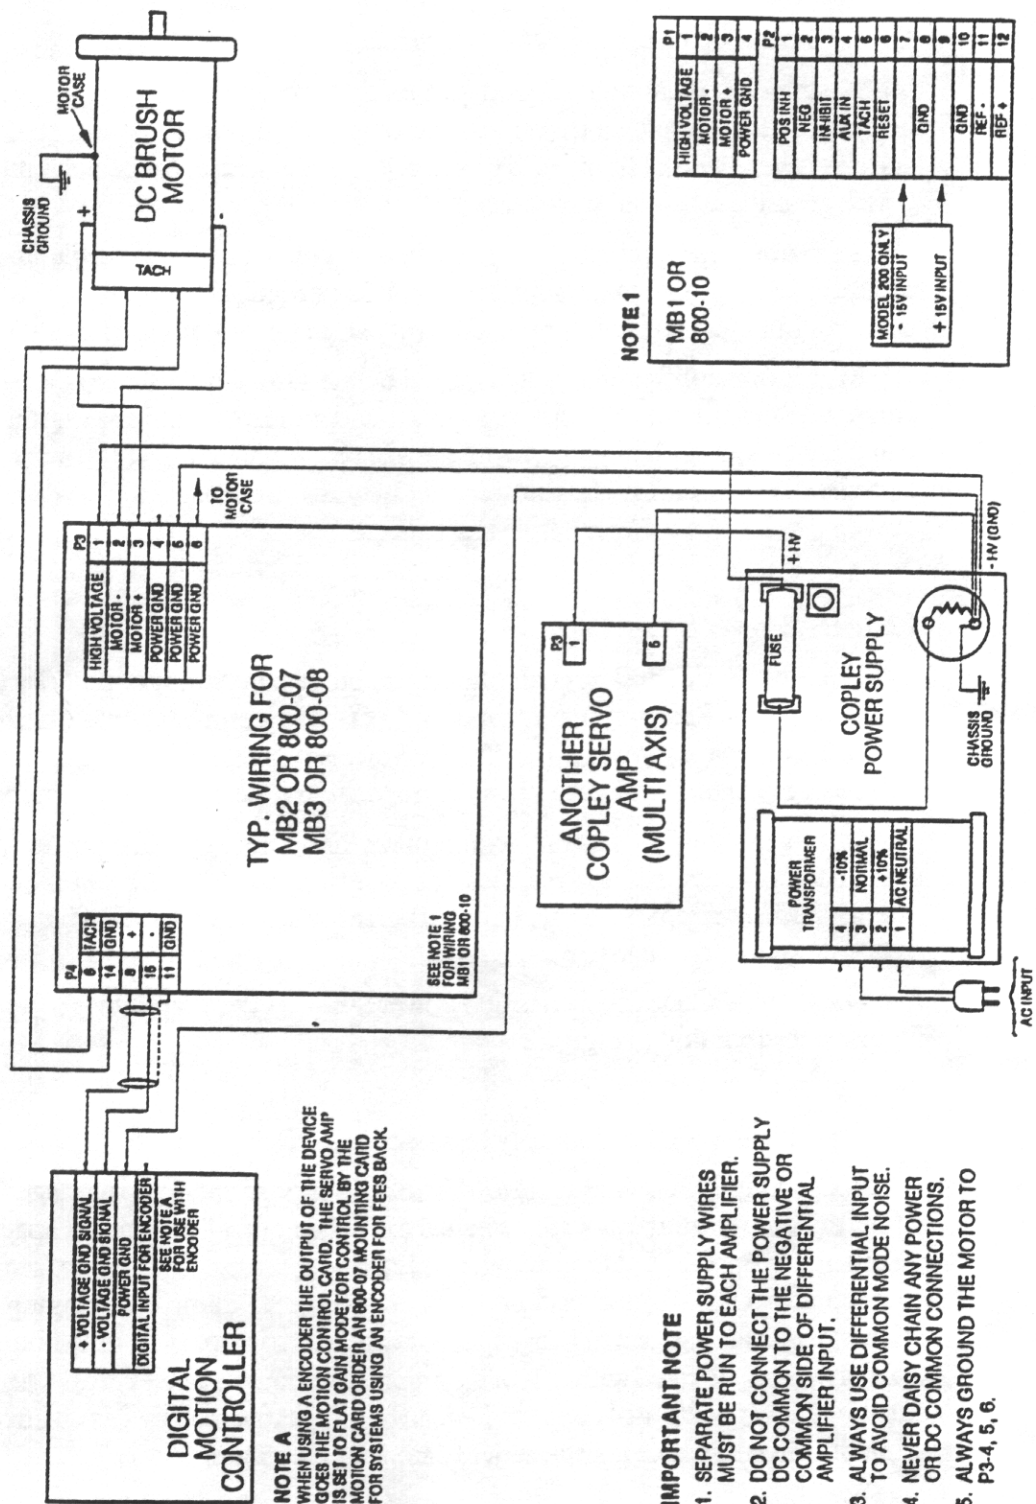 DIGITAL
MOTION
CONTROLLER
+ VOLTAGE GND SIGNAL
- VOLTAGE GND SIGNAL
POWER GND
DIGITAL INPUT FOR ENCODER
SEE NOTE A
FOR USE WITH
ENCODER
NOTE A
WHEN USING A ENCODER THE OUTPUT OF THE DEVICE
GOES THE MOTION CONTROL CARD. THE SERVO AMP
IS SET TO FLAT GAIN MODE FOR CONTROL BY THE
MOTION CARD ORDER AN 800-07 MOUNTING CARD
FOR SYSTEMS USING AN ENCODER FOR FEES BACK.
IMPORTANT NOTE
1. SEPARATE POWER SUPPLY WIRES
MUST BE RUN TO EACH AMPLIFIER.
2. DO NOT CONNECT THE POWER SUPPLY
DC COMMON TO THE NEGATIVE OR
COMMON SIDE OF DIFFERENTIAL
AMPLIFIER INPUT.
3. ALWAYS USE DIFFERENTIAL INPUT
TO AVOID COMMON MODE NOISE.
4. NEVER DAISY CHAIN ANY POWER
OR DC COMMON CONNECTIONS.
5. ALWAYS GROUND THE MOTOR TO
P3-4, 5, 6.
P4
6 TACH
14 GND
8 +
15 -
11 GND
TYP. WIRING FOR
MB2 OR 800-07
MB3 OR 800-08
SEE NOTE 1
FOR WIRING
MB1 OR 800-10
P3
HIGH VOLTAGE 1
MOTOR - 2
MOTOR + 3
POWER GND 4
POWER GND 5
POWER GND 6
TO
MOTOR
CASE
CHASSIS
GROUND
MOTOR
CASE
+
-
TACH
DC BRUSH
MOTOR
ANOTHER
COPLEY SERVO
AMP
(MULTI AXIS)
P3
1
5
AC INPUT
POWER
TRANSFORMER
4 -10%
3 NORMAL
2 +10%
1 AC NEUTRAL
COPLEY
POWER SUPPLY
FUSE
CHASSIS
GROUND
+HV
-HV (GND)
NOTE 1
MB1 OR
800-10
MODEL 200 ONLY
- 15V INPUT
+ 15V INPUT
P1
HIGH VOLTAGE 1
MOTOR - 2
MOTOR + 3
POWER GND 4
P2
POS INH 1
NEG 2
INHIBIT 3
AUX IN 4
TACH 5
RESET 6
7
GND 8
9
GND 10
REF - 11
REF + 12